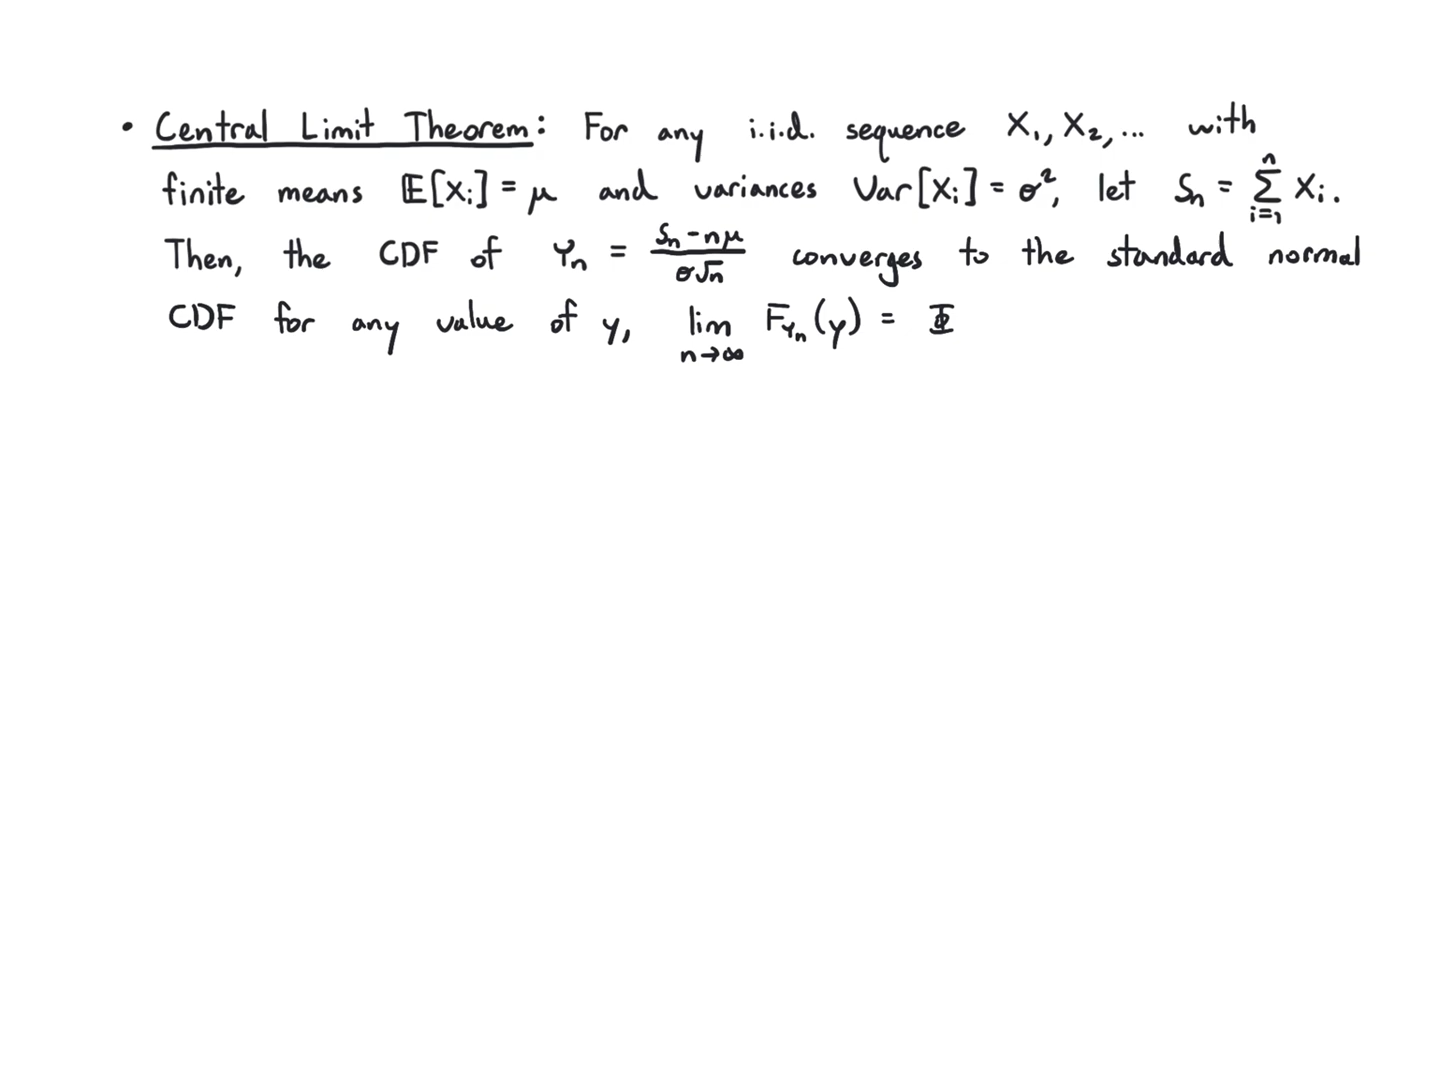 • Central Limit Theorem: For any i.i.d. sequence X₁, X₂, ... with
finite means 𝔼[Xᵢ] = μ and variances Var[Xᵢ] = σ², let Sₙ = ∑ᵢ₌₁ⁿ Xᵢ.
Then, the CDF of Yₙ = (Sₙ - nμ)/(σ√n) converges to the standard normal
CDF for any value of y, lim_{n→∞} F_{Yₙ}(y) = Φ